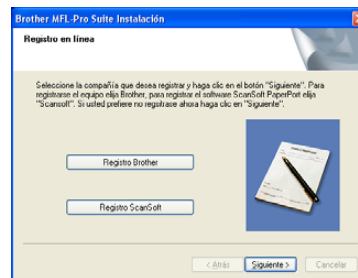 Brother MFL-Pro Suite Instalación
Registro en línea
Seleccione la compañía que desea registrar y haga clic en el botón "Siguiente". Para
registrarse el equipo elija Brother, para registrar el software ScanSoft PaperPort elija
"Scansoft". Si usted prefiere no registrase ahora haga clic en "Siguiente".
Registro Brother
Registro ScanSoft
< Atrás
Siguiente >
Cancelar